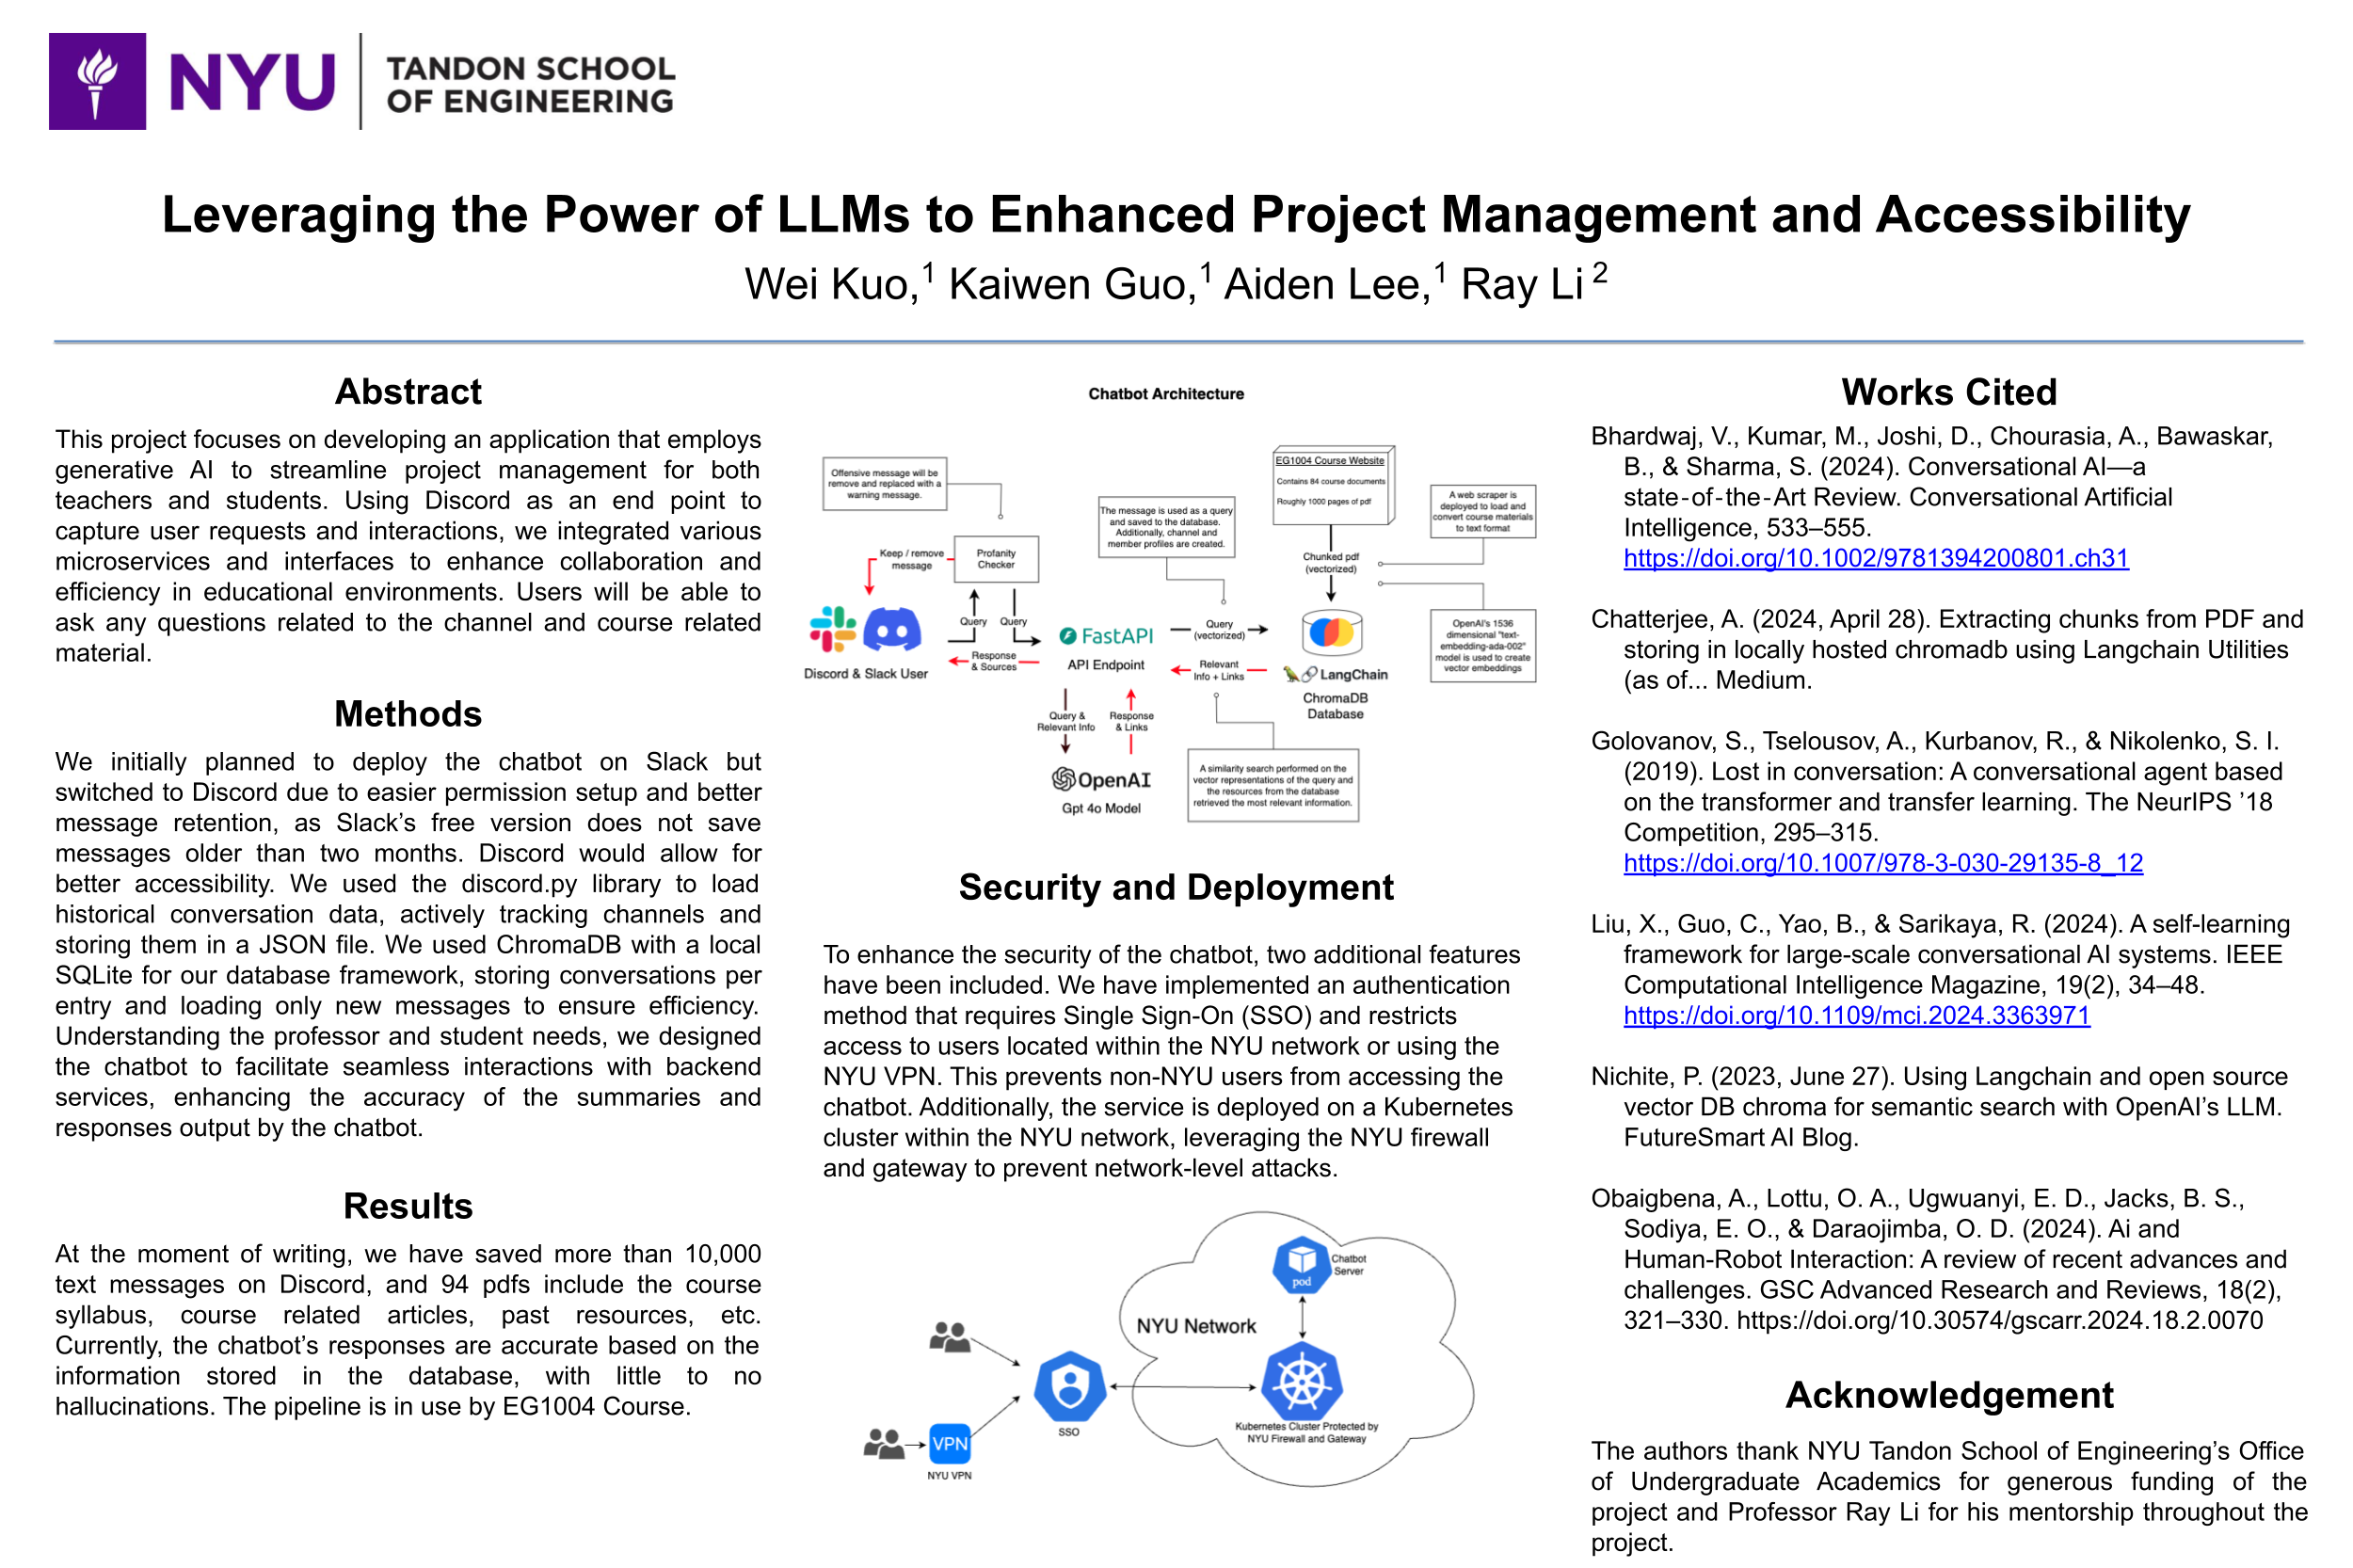 NYU
TANDON SCHOOL
OF ENGINEERING
Leveraging the Power of LLMs to Enhanced Project Management and Accessibility
Wei Kuo,1 Kaiwen Guo,1 Aiden Lee,1 Ray Li 2
Abstract
This project focuses on developing an application that employs
generative AI to streamline project management for both
teachers and students. Using Discord as an end point to
capture user requests and interactions, we integrated various
microservices and interfaces to enhance collaboration and
efficiency in educational environments. Users will be able to
ask any questions related to the channel and course related
material.
Methods
We initially planned to deploy the chatbot on Slack but
switched to Discord due to easier permission setup and better
message retention, as Slack’s free version does not save
messages older than two months. Discord would allow for
better accessibility. We used the discord.py library to load
historical conversation data, actively tracking channels and
storing them in a JSON file. We used ChromaDB with a local
SQLite for our database framework, storing conversations per
entry and loading only new messages to ensure efficiency.
Understanding the professor and student needs, we designed
the chatbot to facilitate seamless interactions with backend
services, enhancing the accuracy of the summaries and
responses output by the chatbot.
Results
At the moment of writing, we have saved more than 10,000
text messages on Discord, and 94 pdfs include the course
syllabus, course related articles, past resources, etc.
Currently, the chatbot’s responses are accurate based on the
information stored in the database, with little to no
hallucinations. The pipeline is in use by EG1004 Course.
Chatbot Architecture
Offensive message will be
remove and replaced with a
warning message.
Keep / remove
message
Profanity
Checker
The message is used as a query
and saved to the database.
Additionally, channel and
member profiles are created.
EG1004 Course Website
Contains 84 course documents
Roughly 1000 pages of pdf
A web scraper is
deployed to load and
convert course materials
to text format
Chunked pdf
(vectorized)
Query
Query
Discord & Slack User
Response
& Sources
FastAPI
API Endpoint
Query
(vectorized)
Relevant
Info + Links
LangChain
ChromaDB
Database
OpenAI's 1536
dimensional "text-
embedding-ada-002"
model is used to create
vector embeddings
Query &
Relevant Info
Response
& Links
OpenAI
Gpt 4o Model
A similarity search performed on the
vector representations of the query and
the resources from the database
retrieved the most relevant information.
Security and Deployment
To enhance the security of the chatbot, two additional features
have been included. We have implemented an authentication
method that requires Single Sign-On (SSO) and restricts
access to users located within the NYU network or using the
NYU VPN. This prevents non-NYU users from accessing the
chatbot. Additionally, the service is deployed on a Kubernetes
cluster within the NYU network, leveraging the NYU firewall
and gateway to prevent network-level attacks.
pod
Chatbot
Server
NYU Network
SSO
Kubernetes Cluster Protected by
NYU Firewall and Gateway
VPN
NYU VPN
Works Cited
Bhardwaj, V., Kumar, M., Joshi, D., Chourasia, A., Bawaskar,
B., & Sharma, S. (2024). Conversational AI—a
state-of-the-Art Review. Conversational Artificial
Intelligence, 533–555.
https://doi.org/10.1002/9781394200801.ch31
Chatterjee, A. (2024, April 28). Extracting chunks from PDF and
storing in locally hosted chromadb using Langchain Utilities
(as of... Medium.
Golovanov, S., Tselousov, A., Kurbanov, R., & Nikolenko, S. I.
(2019). Lost in conversation: A conversational agent based
on the transformer and transfer learning. The NeurIPS ’18
Competition, 295–315.
https://doi.org/10.1007/978-3-030-29135-8_12
Liu, X., Guo, C., Yao, B., & Sarikaya, R. (2024). A self-learning
framework for large-scale conversational AI systems. IEEE
Computational Intelligence Magazine, 19(2), 34–48.
https://doi.org/10.1109/mci.2024.3363971
Nichite, P. (2023, June 27). Using Langchain and open source
vector DB chroma for semantic search with OpenAI’s LLM.
FutureSmart AI Blog.
Obaigbena, A., Lottu, O. A., Ugwuanyi, E. D., Jacks, B. S.,
Sodiya, E. O., & Daraojimba, O. D. (2024). Ai and
Human-Robot Interaction: A review of recent advances and
challenges. GSC Advanced Research and Reviews, 18(2),
321–330. https://doi.org/10.30574/gscarr.2024.18.2.0070
Acknowledgement
The authors thank NYU Tandon School of Engineering’s Office
of Undergraduate Academics for generous funding of the
project and Professor Ray Li for his mentorship throughout the
project.